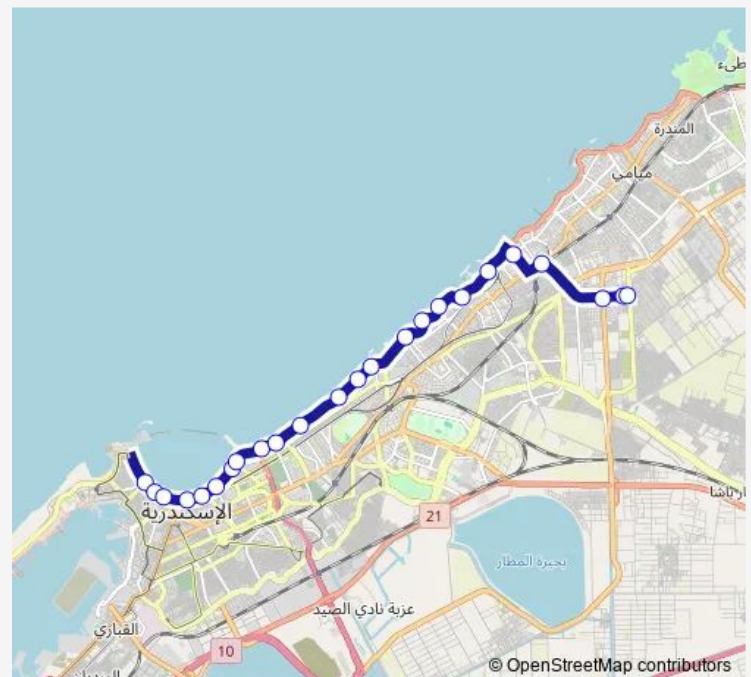 المندرة
ميامي
الإسكندرية
21
بحيرة المطار
عزبة نادي الصيد
القباري
10
© OpenStreetMap contributors